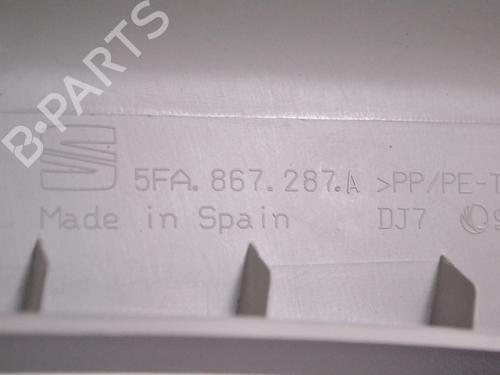 B-PARTS
5FA.867.287.A >PP/PE-T
Made in Spain DJ7